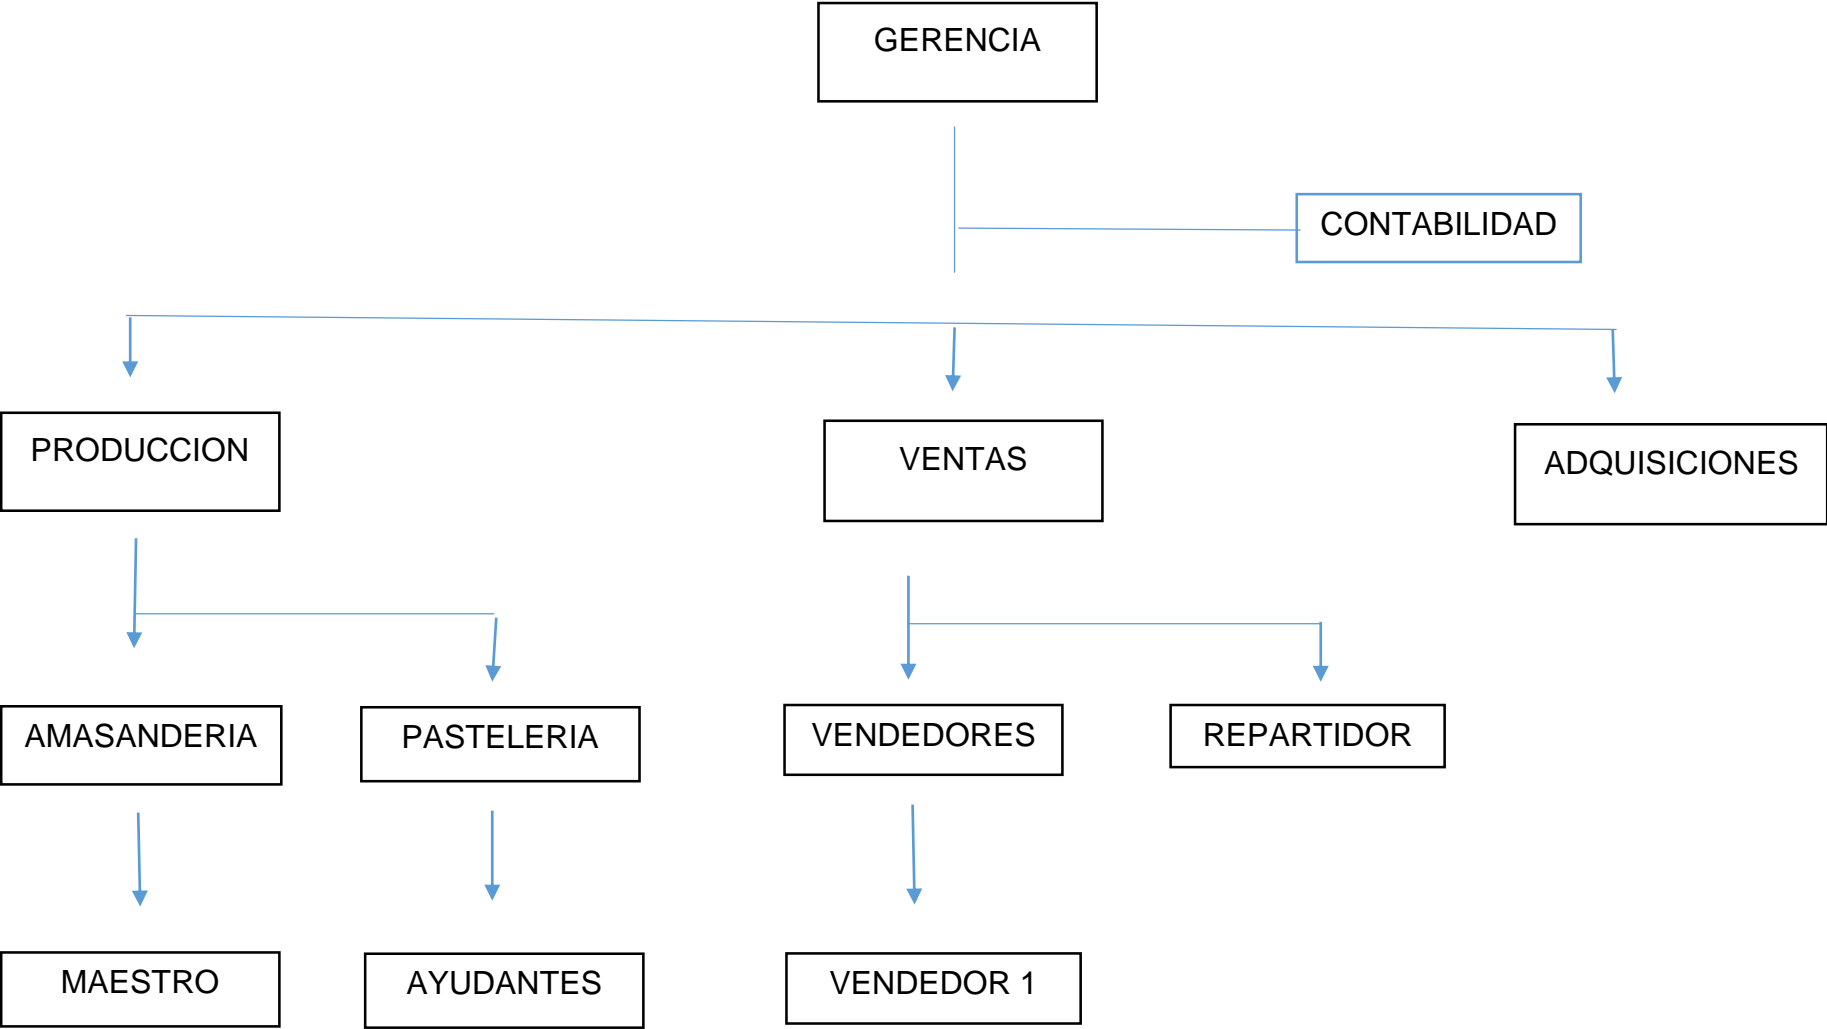 GERENCIA
CONTABILIDAD
PRODUCCION
VENTAS
ADQUISICIONES
AMASANDERIA
PASTELERIA
VENDEDORES
REPARTIDOR
MAESTRO
AYUDANTES
VENDEDOR 1